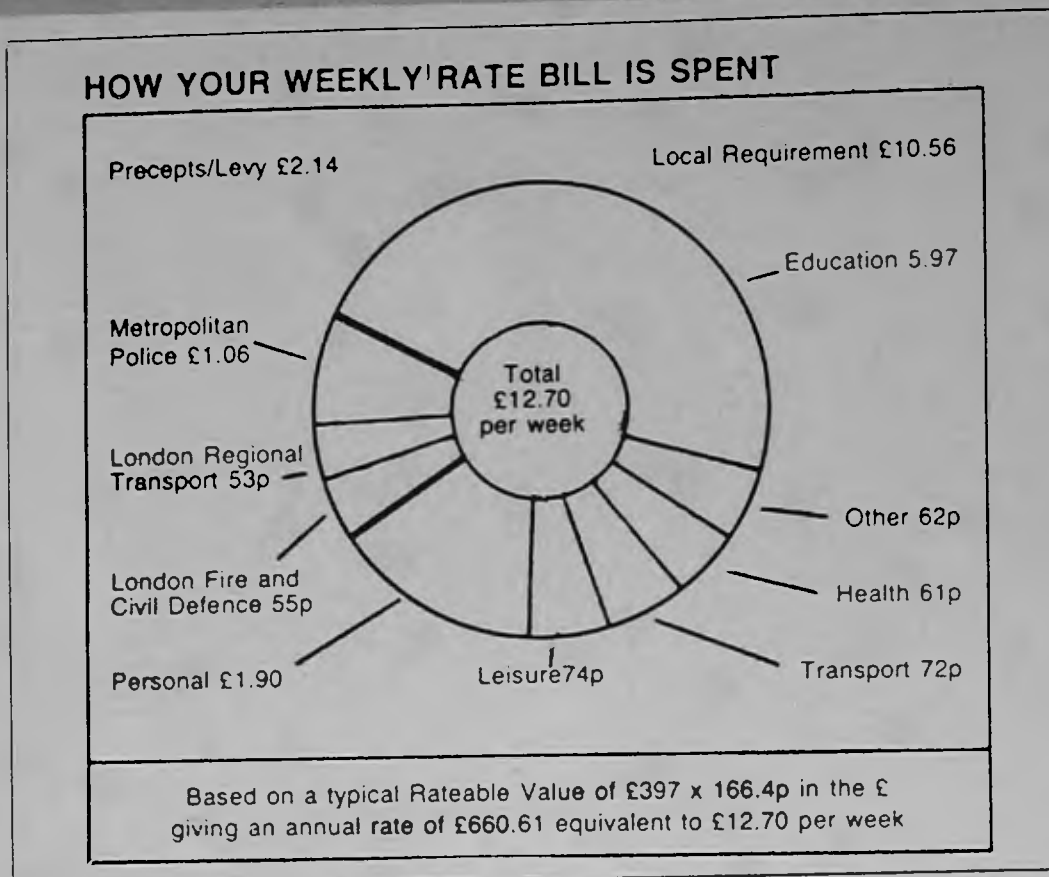 HOW YOUR WEEKLY RATE BILL IS SPENT
Precepts/Levy £2.14
Local Requirement £10.56
Education 5.97
Metropolitan
Police £1.06
Total
£12.70
per week
London Regional
Transport 53p
Other 62p
London Fire and
Civil Defence 55p
Health 61p
Personal £1.90
Leisure74p
Transport 72p
Based on a typical Rateable Value of £397 x 166.4p in the £
giving an annual rate of £660.61 equivalent to £12.70 per week